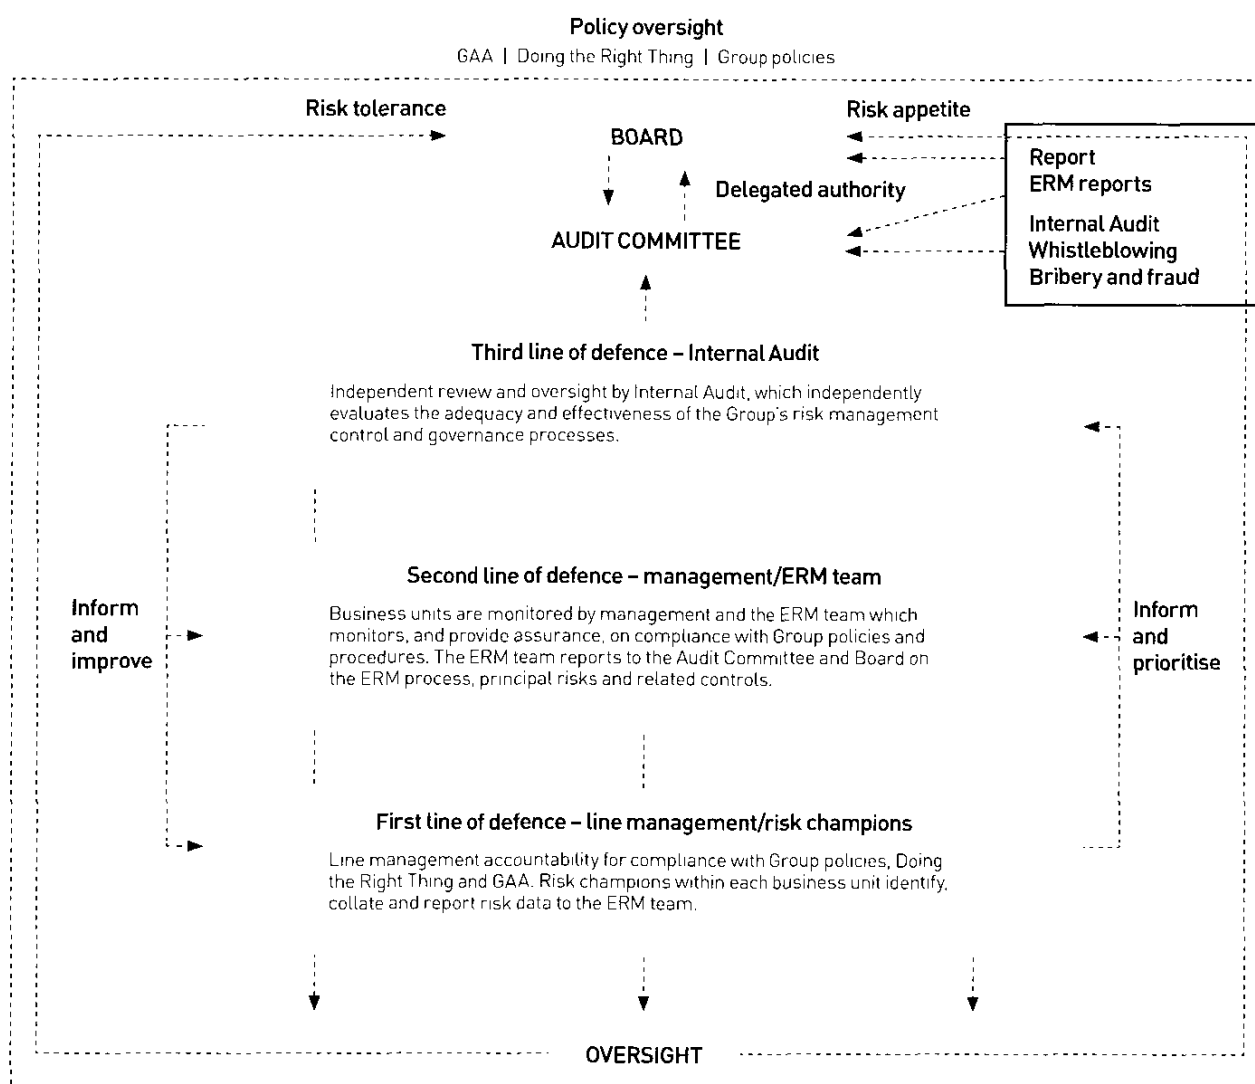 Policy oversight
GAA | Doing the Right Thing | Group policies
Risk tolerance
Risk appetite
BOARD
Report
ERM reports
Delegated authority
Internal Audit
Whistleblowing
Bribery and fraud
AUDIT COMMITTEE
Third line of defence – Internal Audit
Independent review and oversight by Internal Audit, which independently
evaluates the adequacy and effectiveness of the Group's risk management
control and governance processes.
Second line of defence – management/ERM team
Business units are monitored by management and the ERM team which
monitors, and provide assurance, on compliance with Group policies and
procedures. The ERM team reports to the Audit Committee and Board on
the ERM process, principal risks and related controls.
Inform
and
improve
Inform
and
prioritise
First line of defence – line management/risk champions
Line management accountability for compliance with Group policies, Doing
the Right Thing and GAA. Risk champions within each business unit identify,
collate and report risk data to the ERM team.
OVERSIGHT